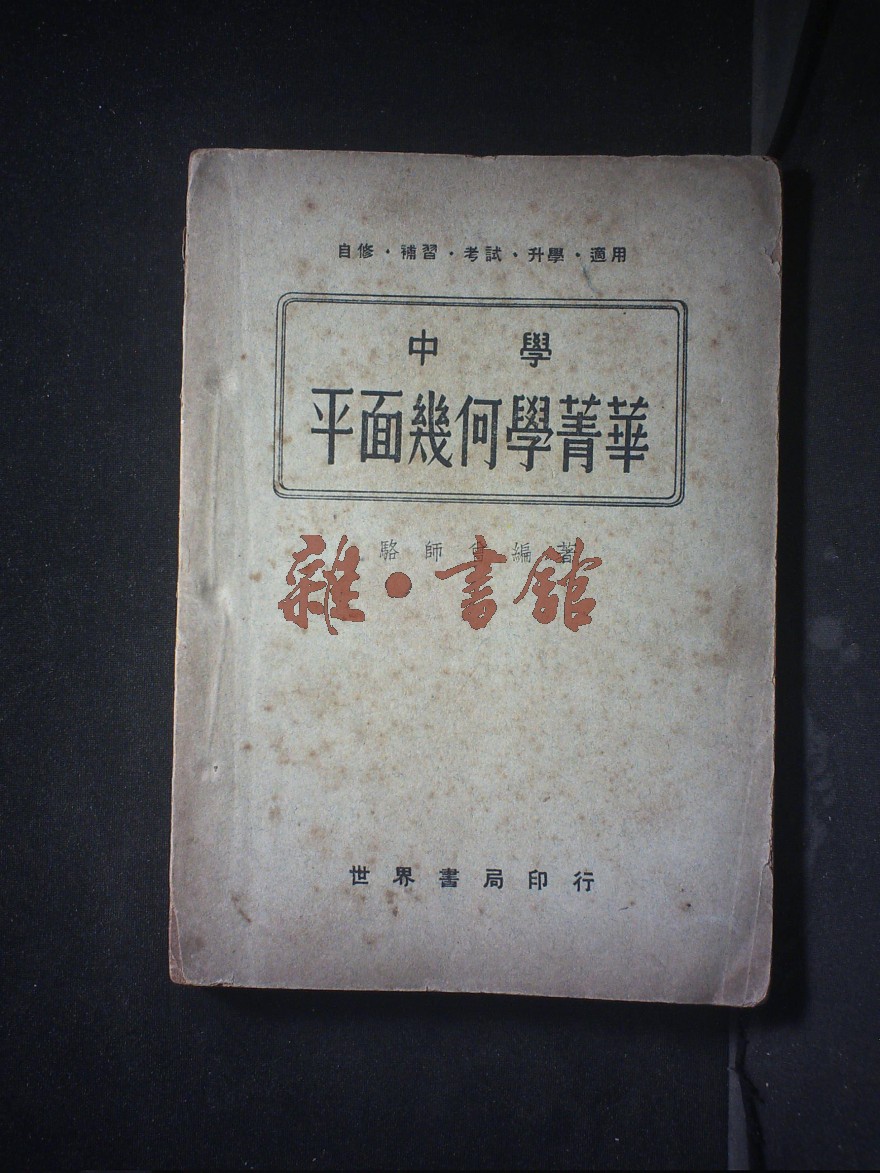 自修·補習·考試·升學·適用
中學
平面幾何學菁華
駱師曾編著
雜·書館
世界書局印行